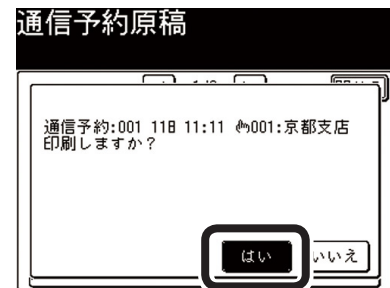 通信予約原稿
通信予約:001 11日 11:11 001:京都支店
印刷しますか？
はい
いいえ